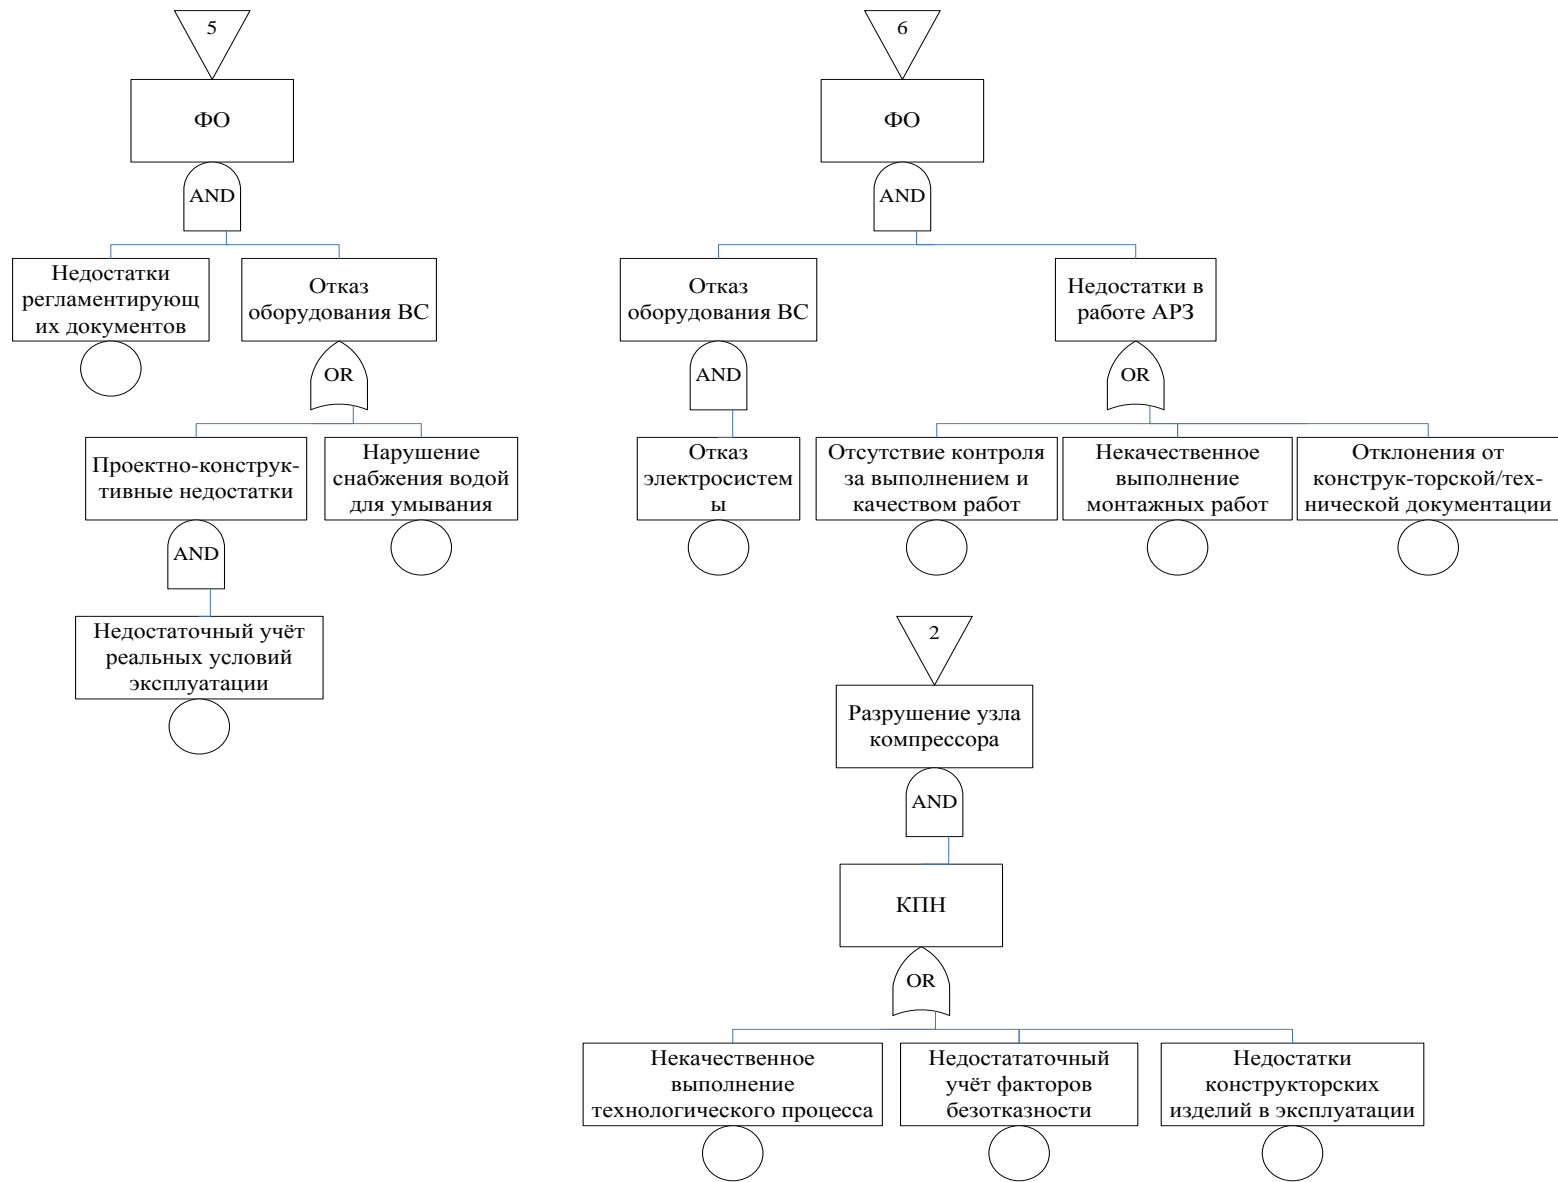 5
ФО
AND
Недостатки
регламентирующ
их документов
Отказ
оборудования ВС
OR
Проектно-конструк-
тивные недостатки
Нарушение
снабжения водой
для умывания
AND
Недостаточный учёт
реальных условий
эксплуатации
6
ФО
AND
Отказ
оборудования ВС
Недостатки в
работе АРЗ
AND
OR
Отказ
электросистем
ы
Отсутствие контроля
за выполнением и
качеством работ
Некачественное
выполнение
монтажных работ
Отклонения от
конструк-торской/тех-
нической документации
2
Разрушение узла
компрессора
AND
КПН
OR
Некачественное
выполнение
технологического процесса
Недостататочный
учёт факторов
безотказности
Недостатки
конструкторских
изделий в эксплуатации